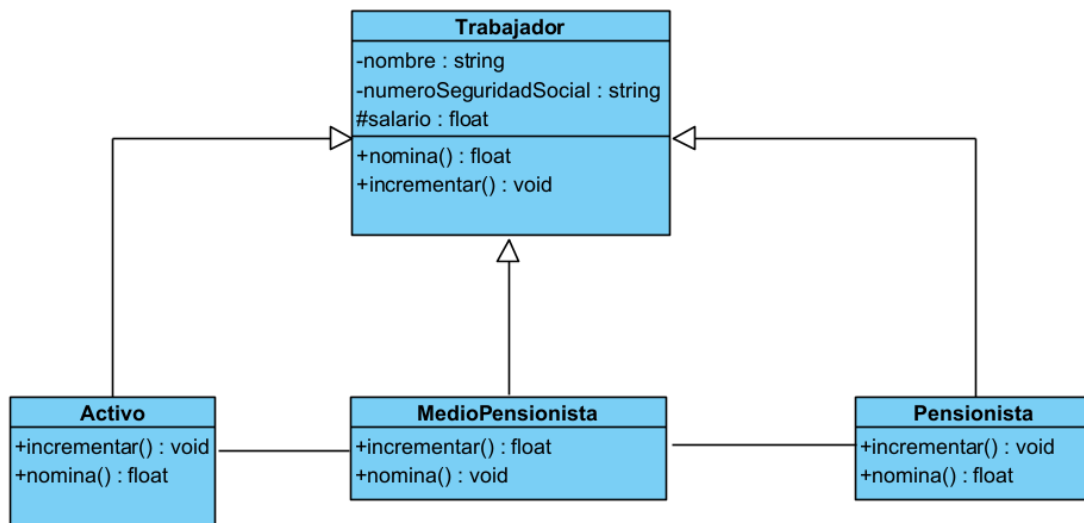 Trabajador
-nombre : string
-numeroSeguridadSocial : string
#salario : float
+nomina() : float
+incrementar() : void
Activo
+incrementar() : void
+nomina() : float
MedioPensionista
+incrementar() : float
+nomina() : void
Pensionista
+incrementar() : void
+nomina() : float